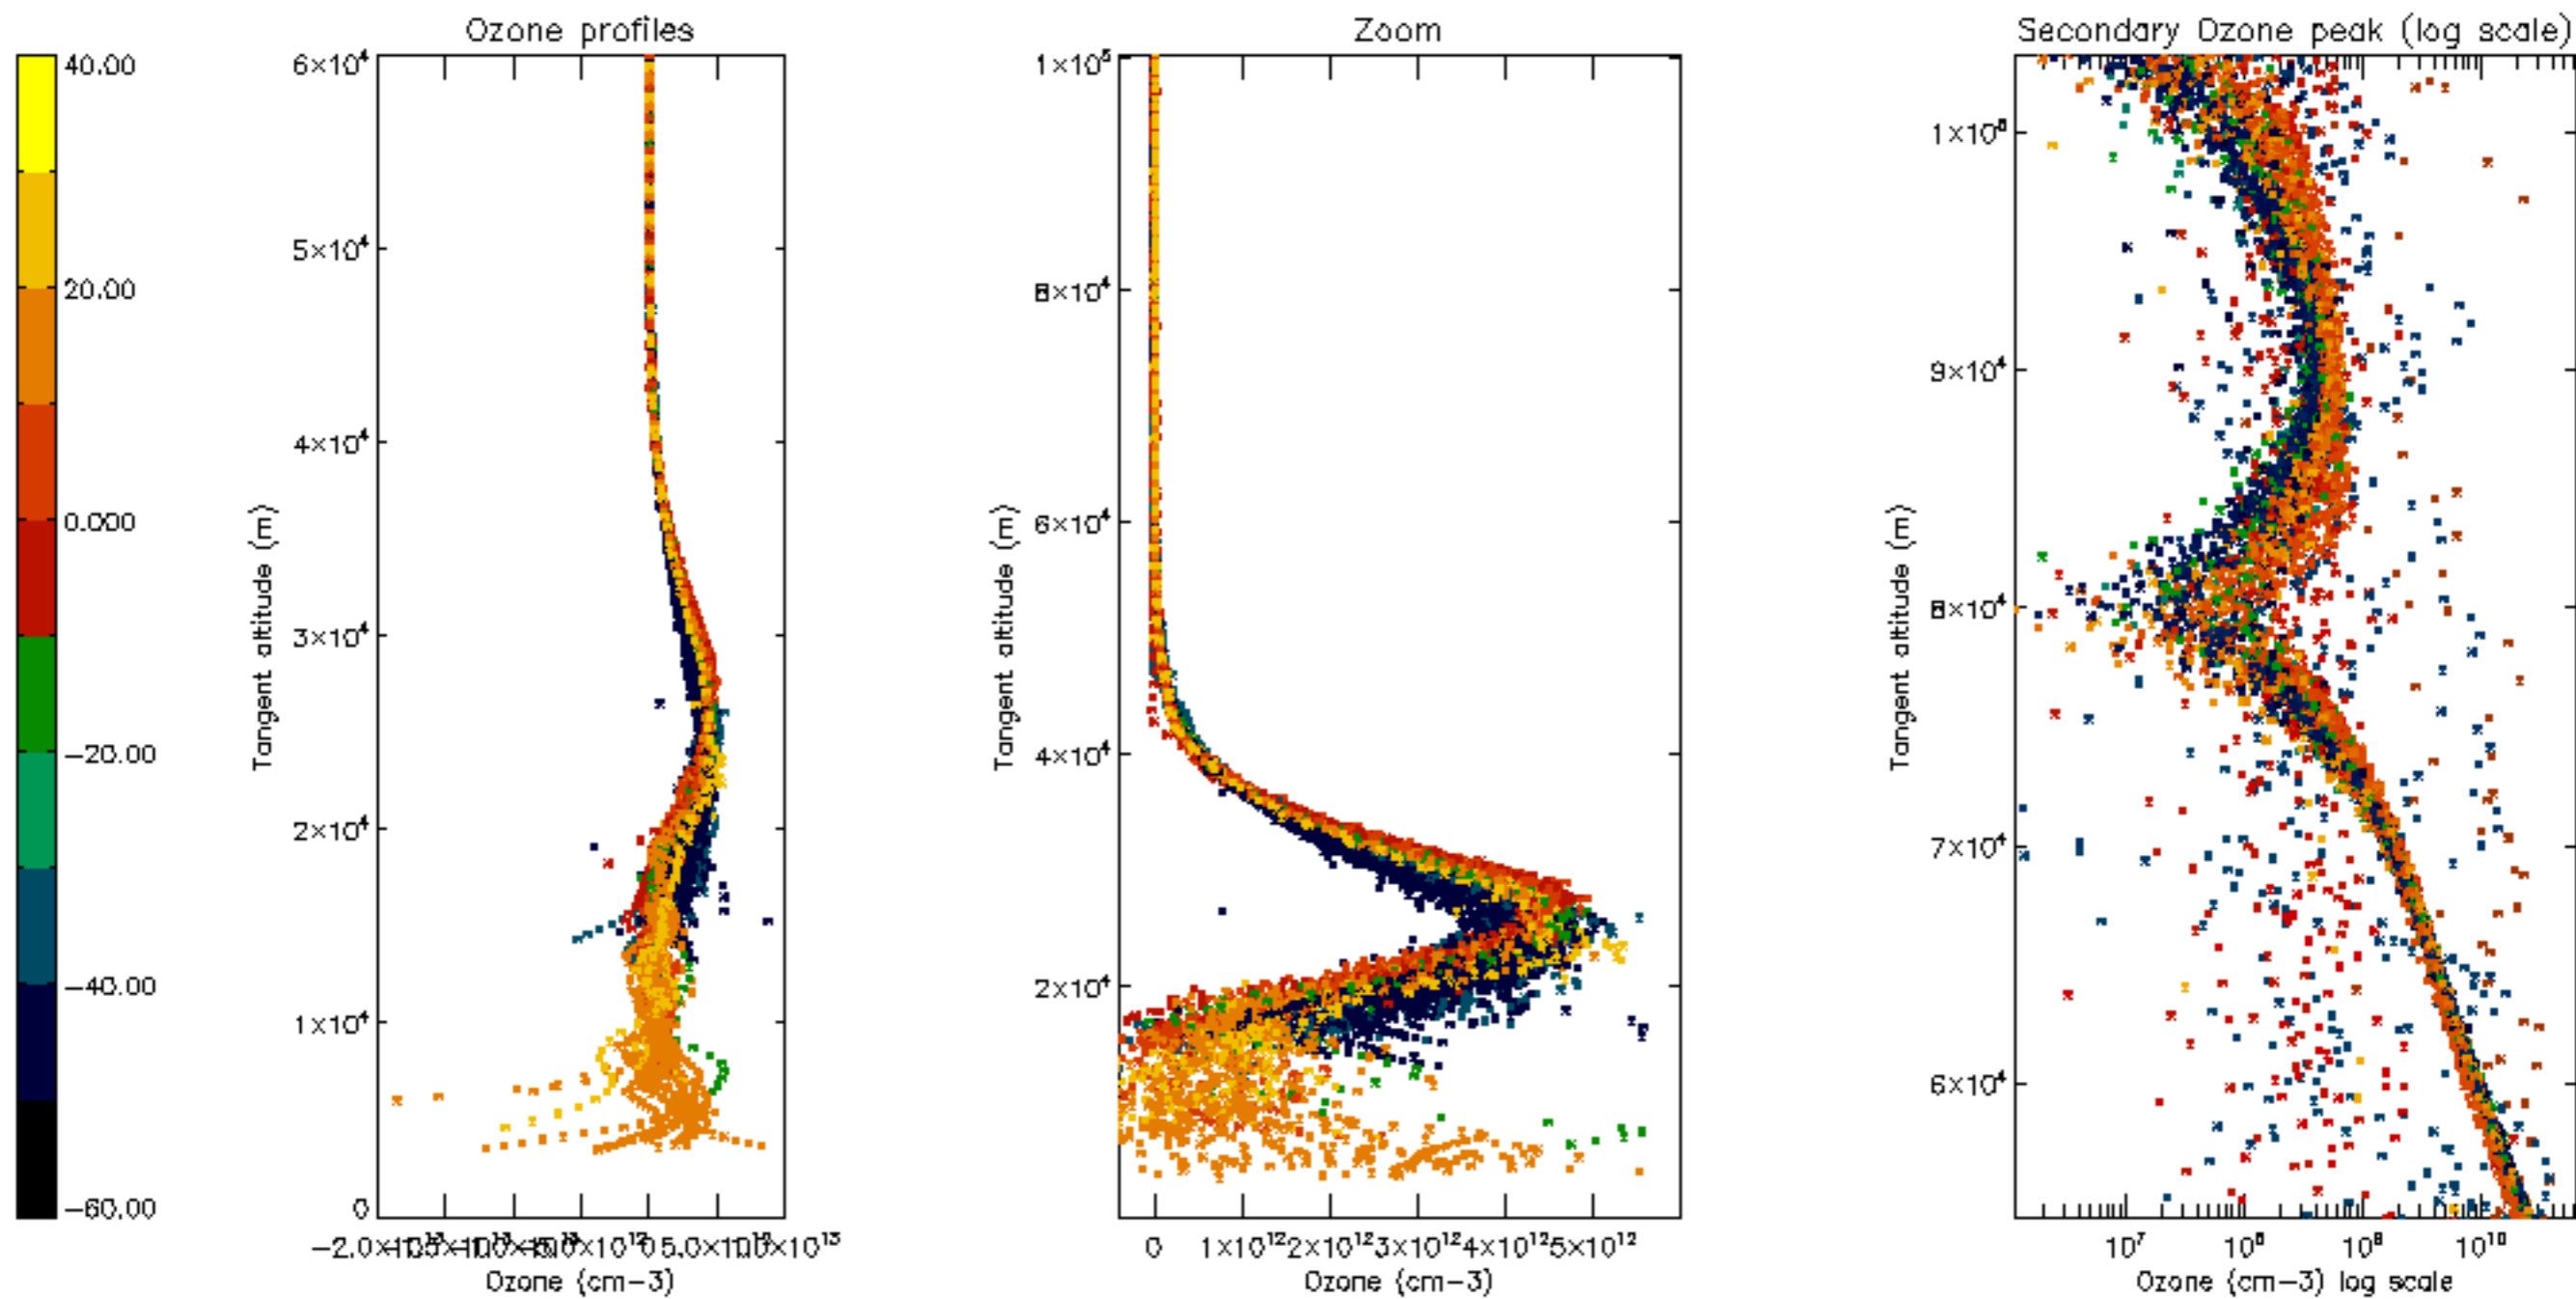 Ozone profiles
40.00
20.00
0.000
−20.00
−40.00
−60.00
6×10⁴
5×10⁴
4×10⁴
3×10⁴
2×10⁴
1×10⁴
0
Tangent altitude (m)
Ozone (cm−3)
Zoom
1×10⁵
8×10⁴
6×10⁴
4×10⁴
2×10⁴
Tangent altitude (m)
0 1×10¹² 2×10¹² 3×10¹² 4×10¹² 5×10¹²
Ozone (cm−3)
Secondary Ozone peak (log scale)
1×10⁵
9×10⁴
8×10⁴
7×10⁴
6×10⁴
Tangent altitude (m)
10⁷ 10⁸ 10⁹ 10¹⁰
Ozone (cm−3) log scale